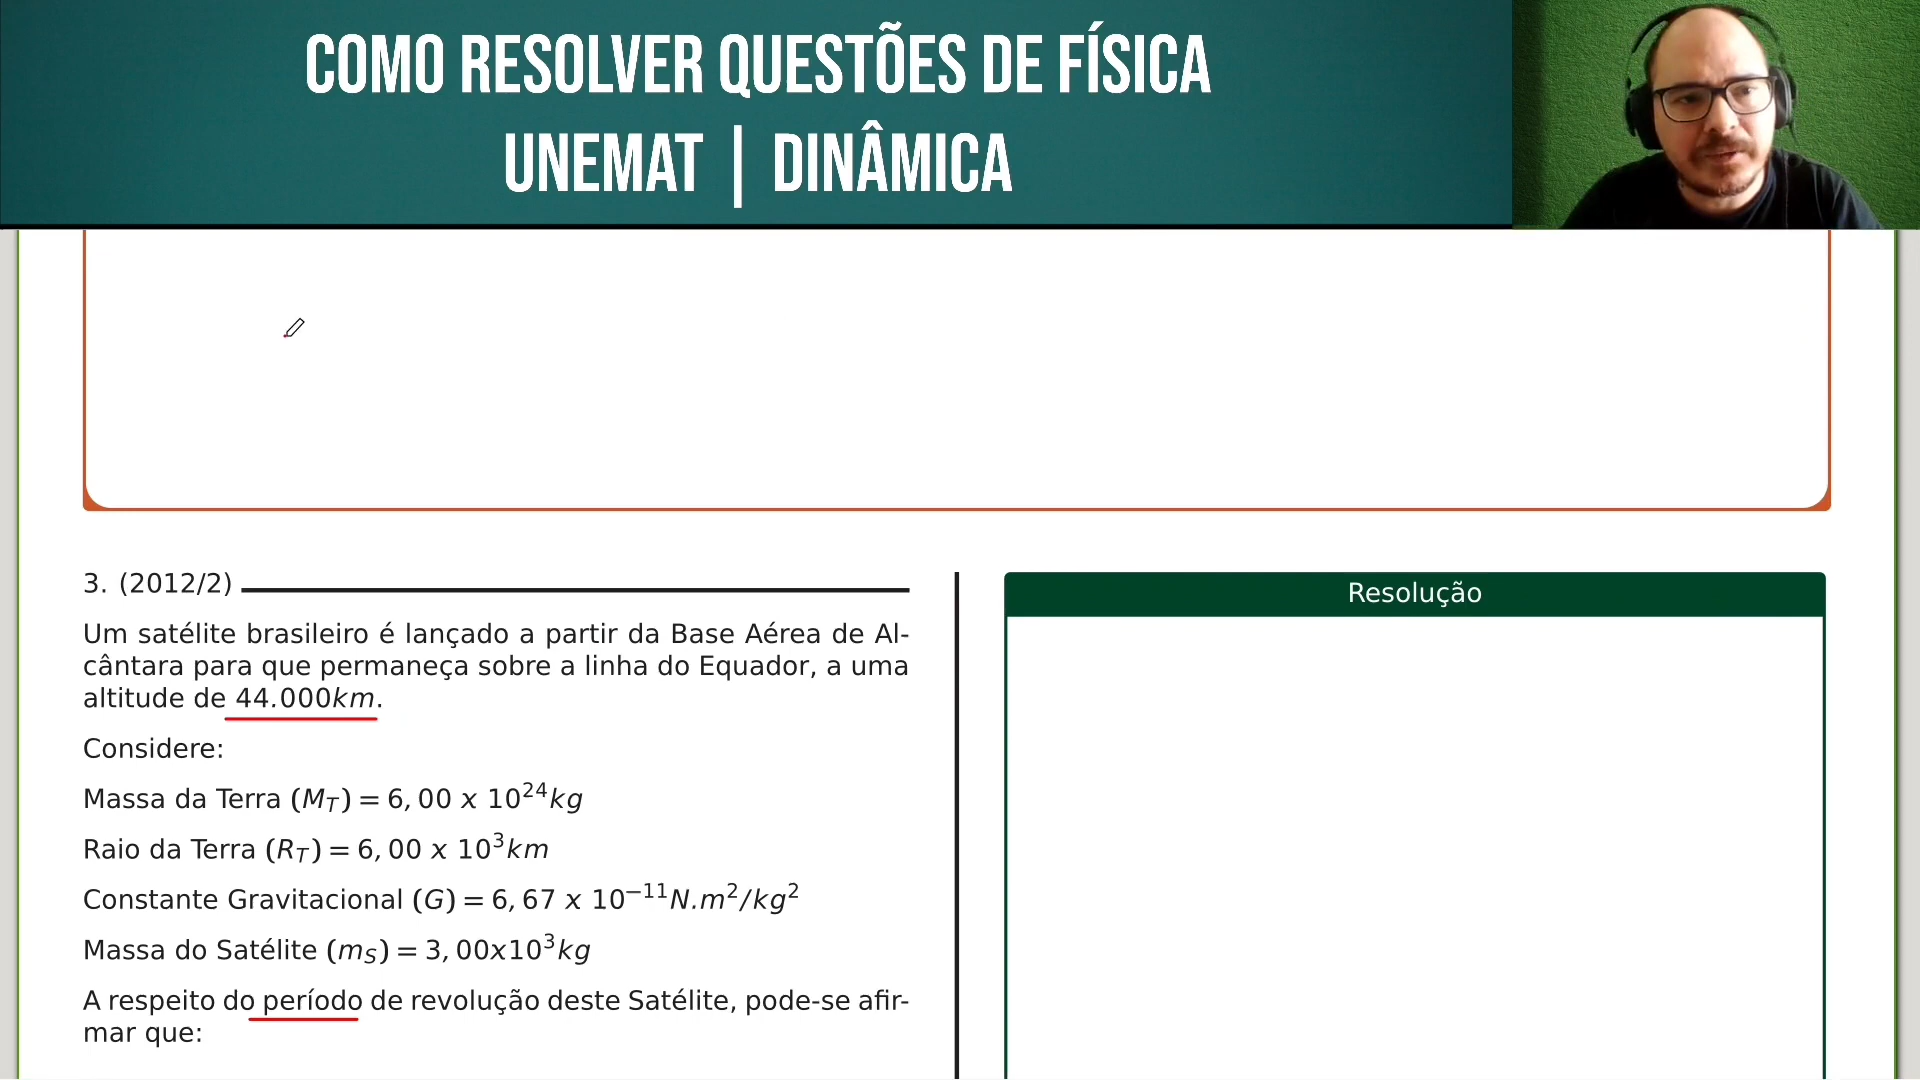 COMO RESOLVER QUESTÕES DE FÍSICA
UNEMAT | DINÂMICA
3. (2012/2)
Resolução
Um satélite brasileiro é lançado a partir da Base Aérea de Al-
cântara para que permaneça sobre a linha do Equador, a uma
altitude de 44.000km.
Considere:
Massa da Terra (M_T) = 6, 00 x 10^24 kg
Raio da Terra (R_T) = 6, 00 x 10^3 km
Constante Gravitacional (G) = 6, 67 x 10^−11 N.m^2/kg^2
Massa do Satélite (m_S) = 3, 00x10^3 kg
A respeito do período de revolução deste Satélite, pode-se afir-
mar que: